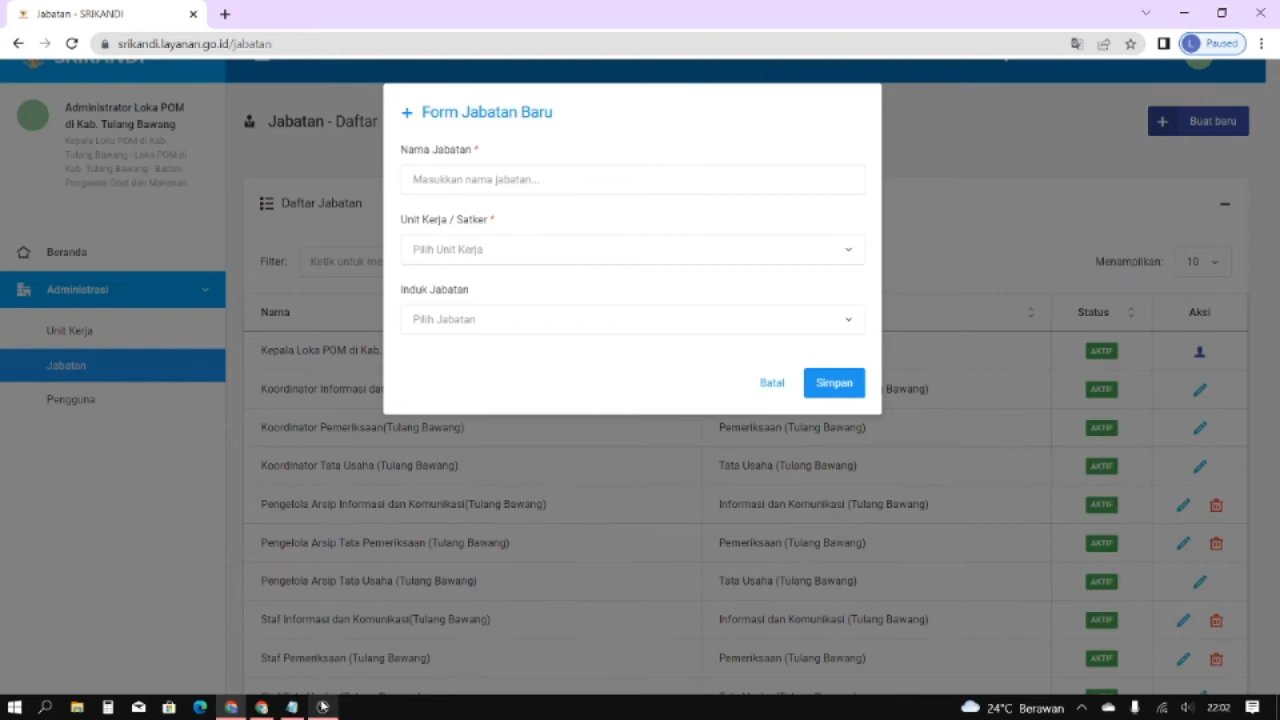 Jabatan - SRIKANDI
srikandi.layanan.go.id/jabatan
L Paused
Administrator Loka POM
di Kab. Tulang Bawang
Kepala Loka POM di Kab.
Tulang Bawang - Loka POM di
Kab. Tulang Bawang - Badan
Pengawas Obat dan Makanan
Beranda
Administrasi
Unit Kerja
Jabatan
Pengguna
Jabatan - Daftar
+ Buat baru
Daftar Jabatan
Filter: Ketik untuk me
Menampilkan: 10
Nama
Status
Aksi
+ Form Jabatan Baru
Nama Jabatan *
Masukkan nama jabatan...
Unit Kerja / Satker *
Pilih Unit Kerja
Induk Jabatan
Pilih Jabatan
Batal
Simpan
Kepala Loka POM di Kab.
AKTIF
Koordinator Informasi da
Bawang)
AKTIF
Koordinator Pemeriksaan(Tulang Bawang)
Pemeriksaan (Tulang Bawang)
AKTIF
Koordinator Tata Usaha (Tulang Bawang)
Tata Usaha (Tulang Bawang)
AKTIF
Pengelola Arsip Informasi dan Komunikasi(Tulang Bawang)
Informasi dan Komunikasi (Tulang Bawang)
AKTIF
Pengelola Arsip Tata Pemeriksaan (Tulang Bawang)
Pemeriksaan (Tulang Bawang)
AKTIF
Pengelola Arsip Tata Usaha (Tulang Bawang)
Tata Usaha (Tulang Bawang)
AKTIF
Staf Informasi dan Komunikasi(Tulang Bawang)
Informasi dan Komunikasi (Tulang Bawang)
AKTIF
Staf Pemeriksaan (Tulang Bawang)
Pemeriksaan (Tulang Bawang)
AKTIF
24°C Berawan
22:02